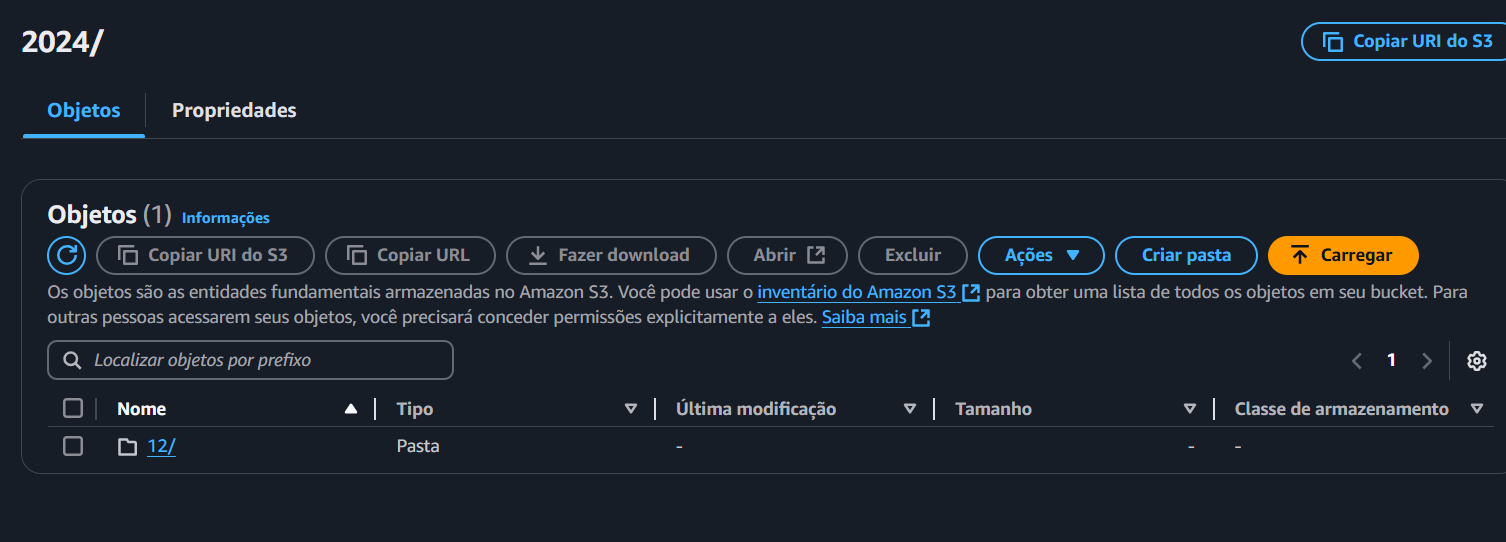 2024/
Copiar URI do S3
Objetos
Propriedades
Objetos (1) Informações
Copiar URI do S3
Copiar URL
Fazer download
Abrir
Excluir
Ações
Criar pasta
Carregar
Os objetos são as entidades fundamentais armazenadas no Amazon S3. Você pode usar o inventário do Amazon S3 para obter uma lista de todos os objetos em seu bucket. Para
outras pessoas acessarem seus objetos, você precisará conceder permissões explicitamente a eles. Saiba mais
Localizar objetos por prefixo
1
Nome Tipo Última modificação Tamanho Classe de armazenamento
12/ Pasta - - -